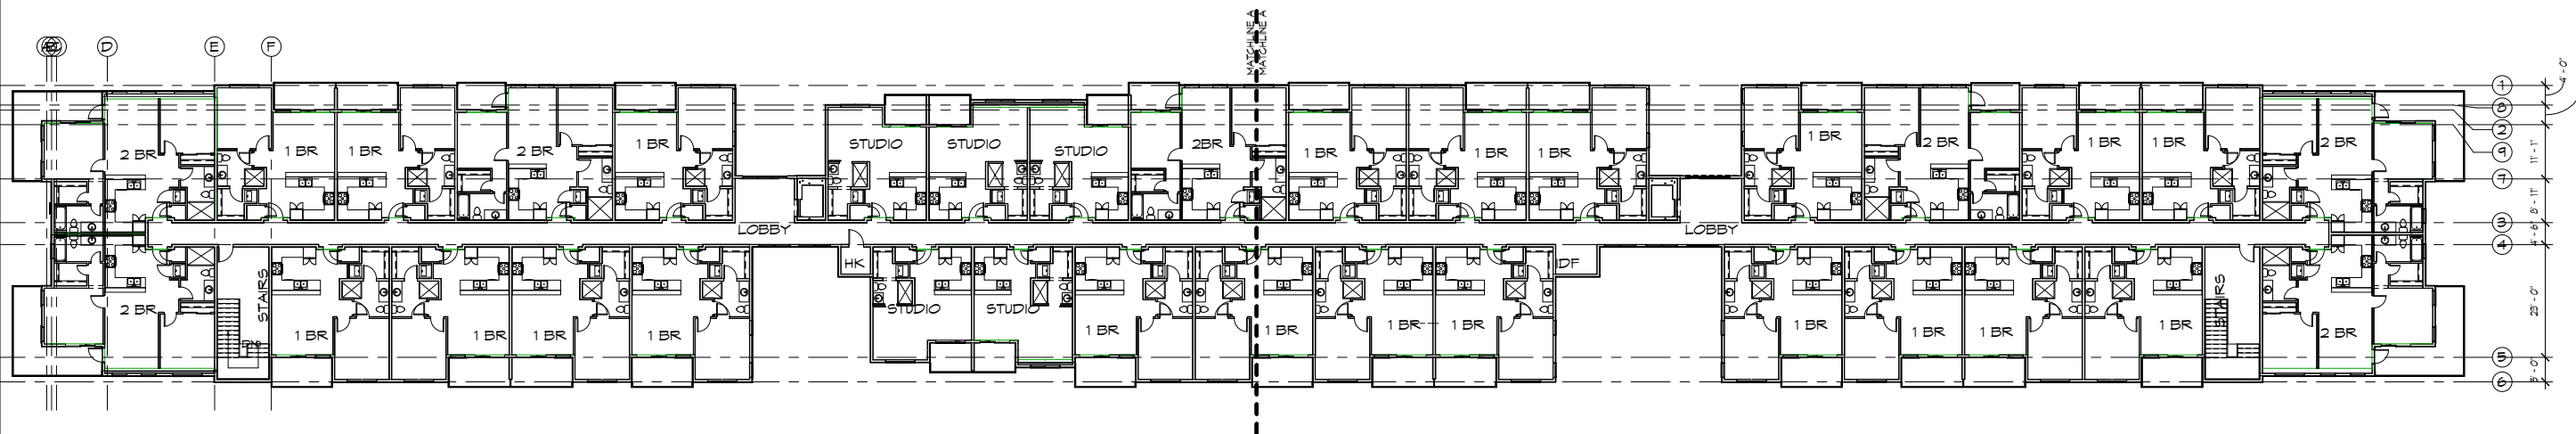 MATCHLINE A
MATCHLINE A
D E F
1
8
2
9
7
3
4
5
6
4'-0"
11'-1"
8'-11"
4'-6"
23'-0"
5'-0"
2 BR
1 BR
1 BR
2 BR
1 BR
STUDIO
STUDIO
STUDIO
2BR
1 BR
1 BR
1 BR
1 BR
2 BR
1 BR
1 BR
2 BR
LOBBY
LOBBY
HK
IDF
2 BR
STAIRS
DN
1 BR
1 BR
1 BR
1 BR
STUDIO
STUDIO
1 BR
1 BR
1 BR
1 BR
1 BR
1 BR
1 BR
1 BR
STAIRS
2 BR